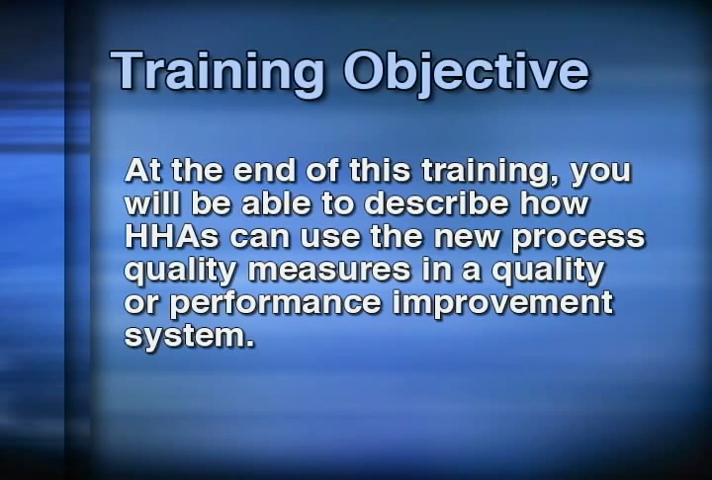 Training Objective
At the end of this training, you
will be able to describe how
HHAs can use the new process
quality measures in a quality
or performance improvement
system.